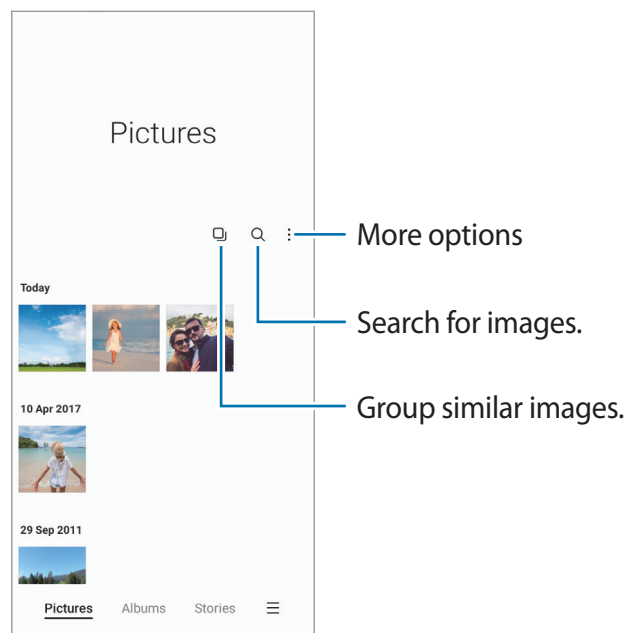 Pictures
More options
Today
Search for images.
Group similar images.
10 Apr 2017
29 Sep 2011
Pictures Albums Stories